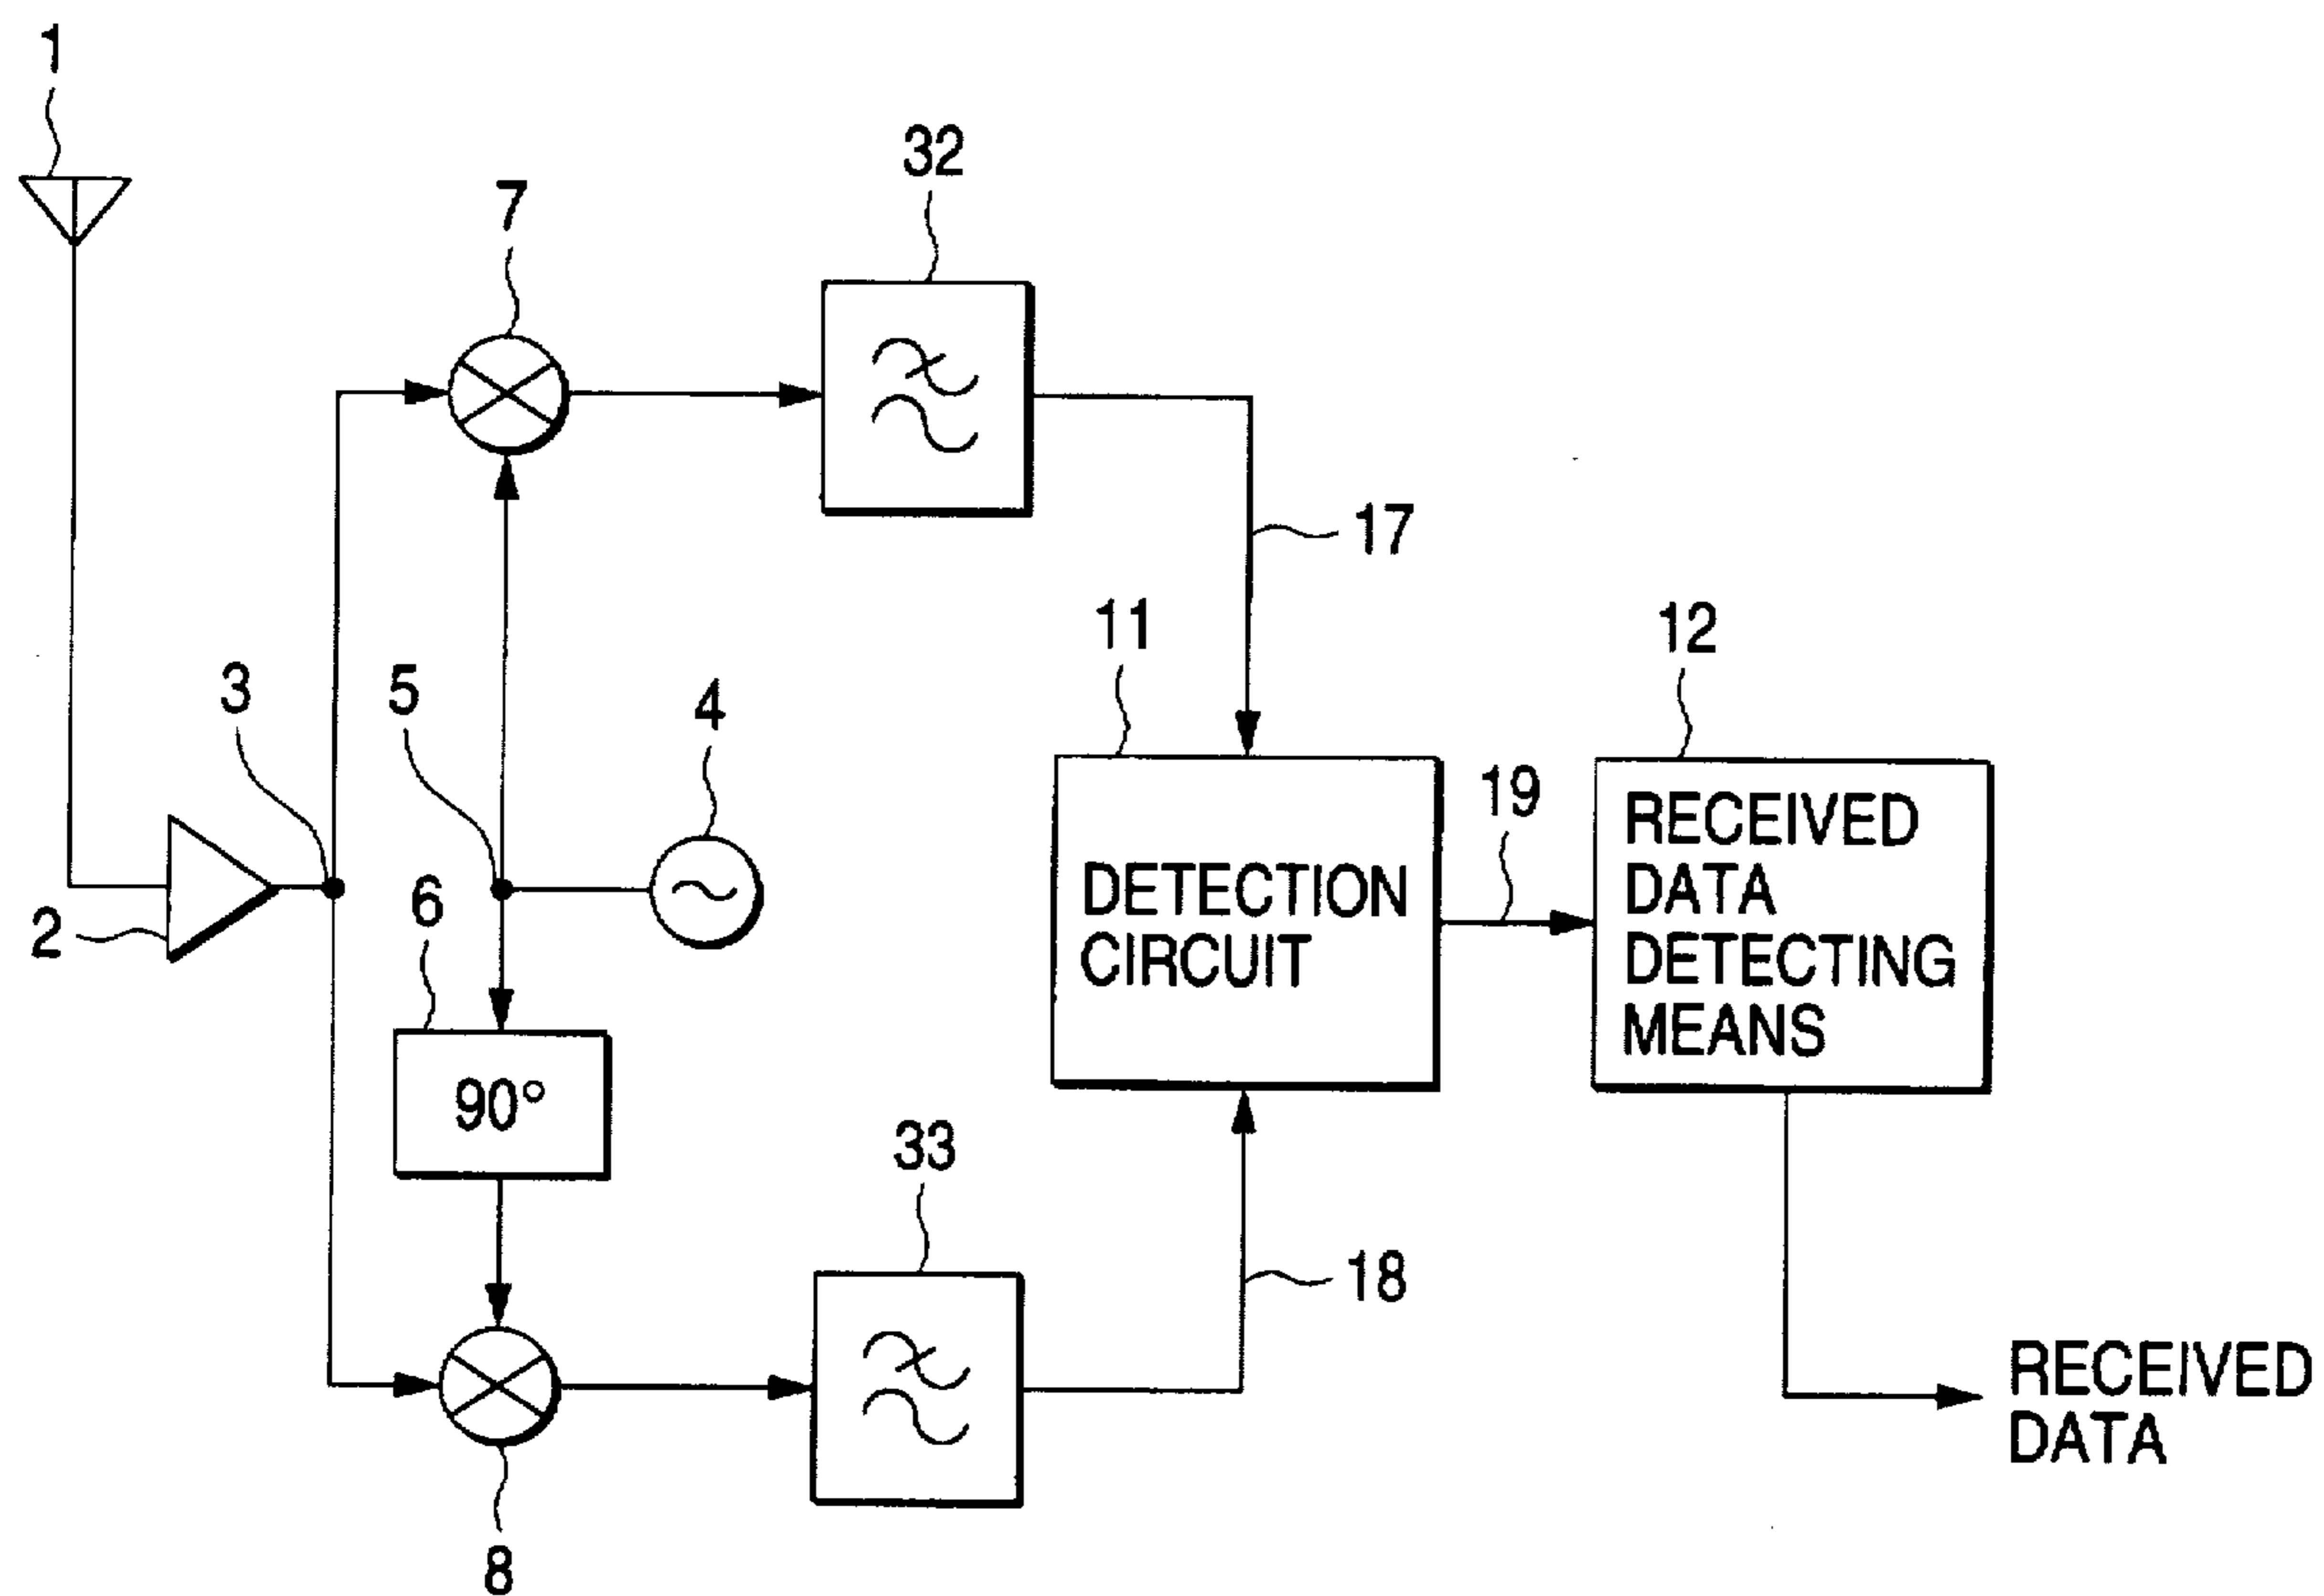 1
32
7
17
11
12
3
5
4
19
RECEIVED
DATA
DETECTING
MEANS
DETECTION
CIRCUIT
6
2
90°
33
18
RECEIVED
DATA
8